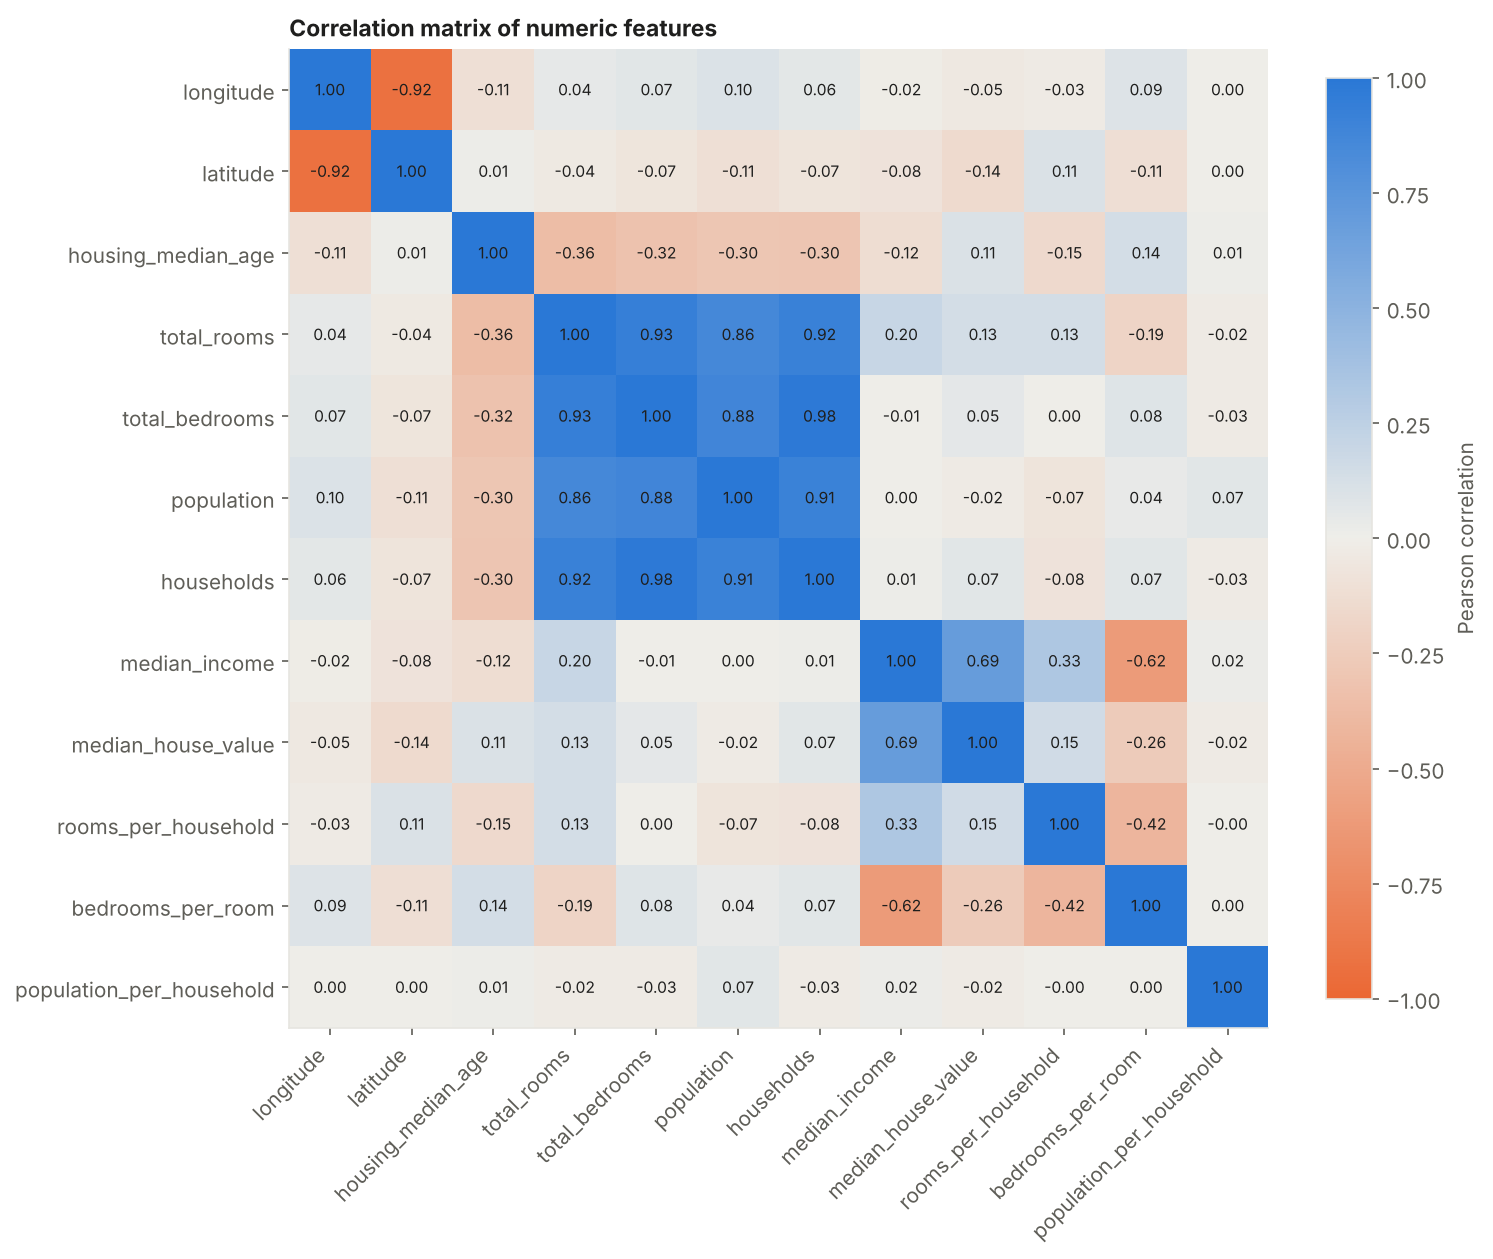 Correlation matrix of numeric features
longitude 1.00 -0.92 -0.11 0.04 0.07 0.10 0.06 -0.02 -0.05 -0.03 0.09 0.00
latitude -0.92 1.00 0.01 -0.04 -0.07 -0.11 -0.07 -0.08 -0.14 0.11 -0.11 0.00
housing_median_age -0.11 0.01 1.00 -0.36 -0.32 -0.30 -0.30 -0.12 0.11 -0.15 0.14 0.01
total_rooms 0.04 -0.04 -0.36 1.00 0.93 0.86 0.92 0.20 0.13 0.13 -0.19 -0.02
total_bedrooms 0.07 -0.07 -0.32 0.93 1.00 0.88 0.98 -0.01 0.05 0.00 0.08 -0.03
population 0.10 -0.11 -0.30 0.86 0.88 1.00 0.91 0.00 -0.02 -0.07 0.04 0.07
households 0.06 -0.07 -0.30 0.92 0.98 0.91 1.00 0.01 0.07 -0.08 0.07 -0.03
median_income -0.02 -0.08 -0.12 0.20 -0.01 0.00 0.01 1.00 0.69 0.33 -0.62 0.02
median_house_value -0.05 -0.14 0.11 0.13 0.05 -0.02 0.07 0.69 1.00 0.15 -0.26 -0.02
rooms_per_household -0.03 0.11 -0.15 0.13 0.00 -0.07 -0.08 0.33 0.15 1.00 -0.42 -0.00
bedrooms_per_room 0.09 -0.11 0.14 -0.19 0.08 0.04 0.07 -0.62 -0.26 -0.42 1.00 0.00
population_per_household 0.00 0.00 0.01 -0.02 -0.03 0.07 -0.03 0.02 -0.02 -0.00 0.00 1.00
longitude
latitude
housing_median_age
total_rooms
total_bedrooms
population
households
median_income
median_house_value
rooms_per_household
bedrooms_per_room
population_per_household
1.00
0.75
0.50
0.25
0.00
−0.25
−0.50
−0.75
−1.00
Pearson correlation